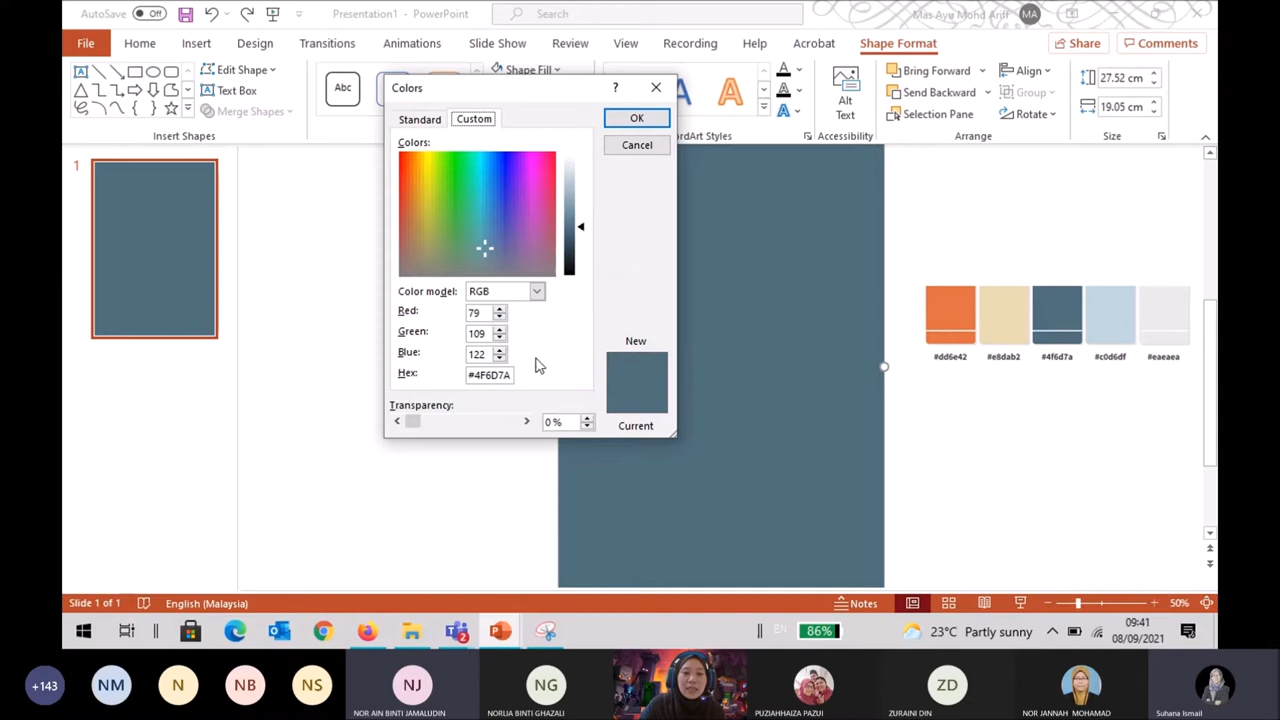 AutoSave Off
Presentation1 - PowerPoint
Search
Mas Ayu Mohd Ariff
MA
File Home Insert Design Transitions Animations Slide Show Review View Recording Help Acrobat Shape Format
Share
Comments
Edit Shape
Text Box
Merge Shapes
Insert Shapes
Abc
Shape Fill
WordArt Styles
Alt
Text
Accessibility
Bring Forward
Send Backward
Selection Pane
Align
Group
Rotate
Arrange
27.52 cm
19.05 cm
Size
1
Colors
?
Standard
Custom
OK
Cancel
Colors:
Color model: RGB
Red: 79
Green: 109
Blue: 122
Hex: #4F6D7A
Transparency:
0 %
New
Current
#dd6e42 #e8dab2 #4f6d7a #c0d6df #eaeaea
Slide 1 of 1
English (Malaysia)
Notes
50%
2
EN
86%
23°C Partly sunny
09:41
08/09/2021
+143
NM
N
NB
NS
NJ
NOR AIN BINTI JAMALUDIN
NG
NORLIA BINTI GHAZALI
PUZIAHHAIZA PAZUI
ZD
ZURAINI DIN
NOR JANNAH MOHAMAD
Suhana Ismail